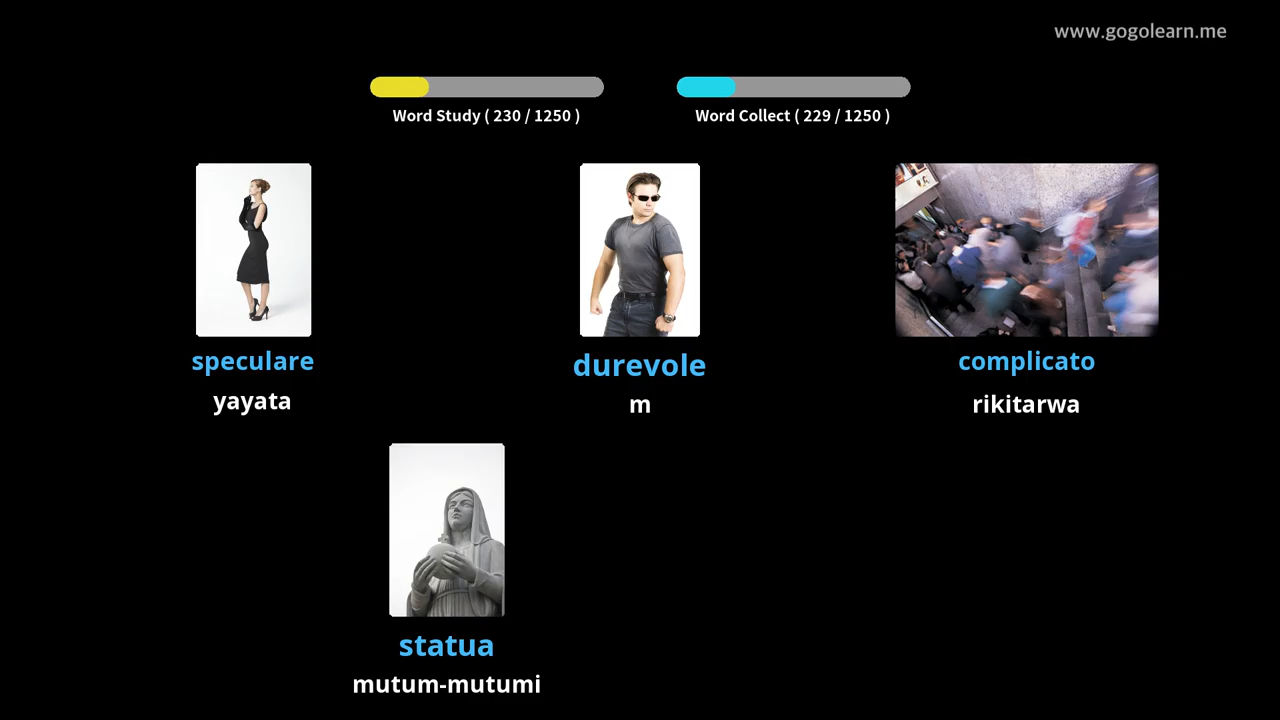 www.gogolearn.me
Word Study ( 230 / 1250 )
Word Collect ( 229 / 1250 )
speculare
yayata
durevole
m
complicato
rikitarwa
statua
mutum-mutumi